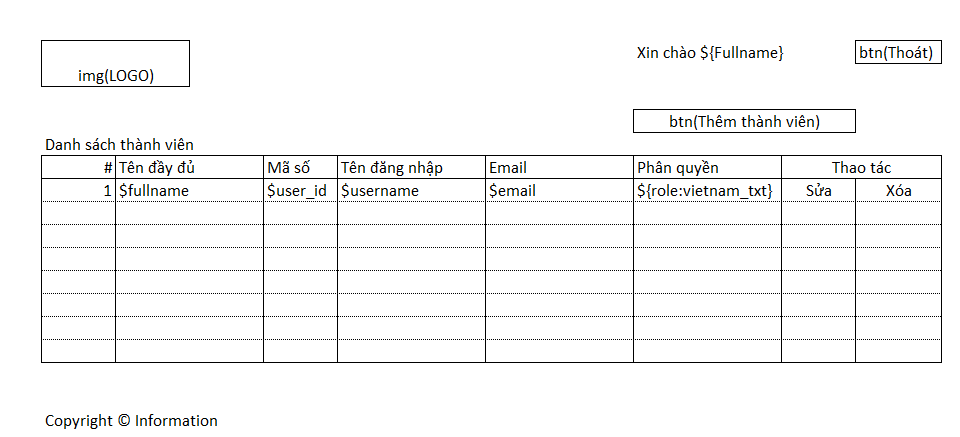 Xin chào ${Fullname} btn(Thoát)
img(LOGO)
btn(Thêm thành viên)
Danh sách thành viên
# Tên đầy đủ Mã số Tên đăng nhập Email Phân quyền Thao tác
1 $fullname $user_id $username $email ${role:vietnam_txt} Sửa Xóa
Copyright © Information